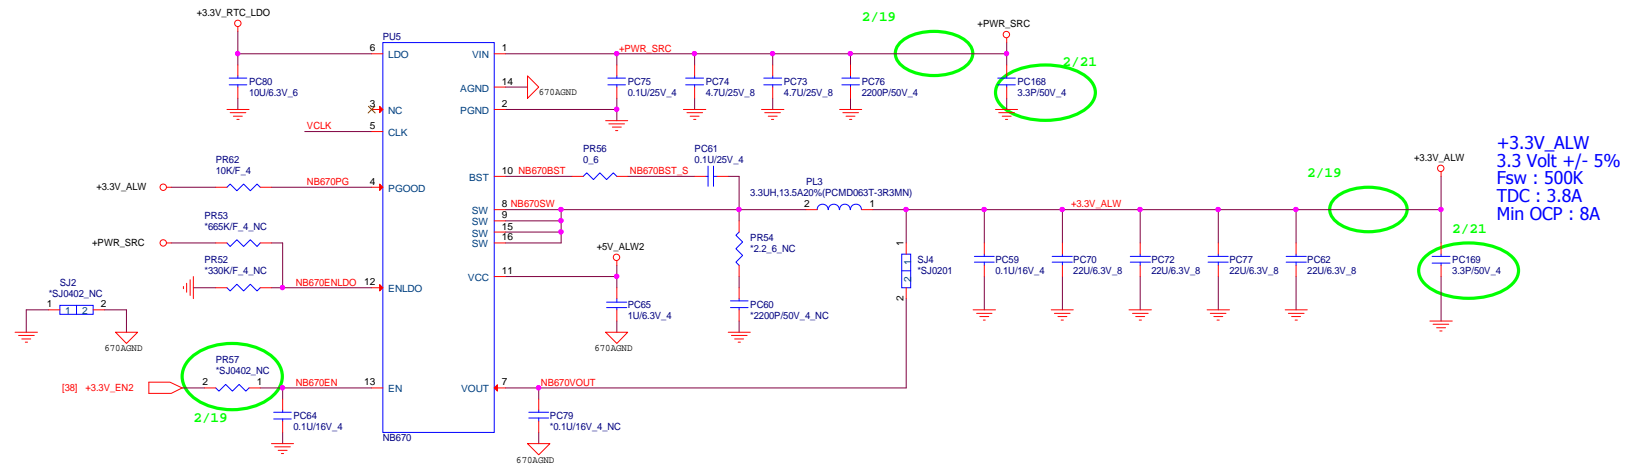 +3.3V_RTC_LDO
2/19
+PWR_SRC
PU5
6
LDO
VIN
1
+PWR_SRC
2/21
PC80
10U/6.3V_6
14
AGND
670AGND
PC75
0.1U/25V_4
PC74
4.7U/25V_8
PC73
4.7U/25V_8
PC76
2200P/50V_4
PC168
3.3P/50V_4
3
NC
PGND
2
VCLK
5
CLK
PR62
10K/F_4
+3.3V_ALW
NB670PG
4
PGOOD
BST
10
NB670BST
PR56
0_6
NB670BST_S
PC61
0.1U/25V_4
PL3
3.3UH,13.5A20%(PCMD063T-3R3MN)
2
1
+3.3V_ALW
2/19
+3.3V_ALW
+3.3V_ALW
3.3 Volt +/- 5%
Fsw : 500K
TDC : 3.8A
Min OCP : 8A
SW
8
NB670SW
SW
9
SW
15
SW
16
PR53
*665K/F_4_NC
+PWR_SRC
PR52
*330K/F_4_NC
NB670ENLDO
12
ENLDO
+5V_ALW2
VCC
11
PR54
*2.2_6_NC
2/21
1
SJ4
*SJ0201
1
2
2
PC59
0.1U/16V_4
PC70
22U/6.3V_8
PC72
22U/6.3V_8
PC77
22U/6.3V_8
PC62
22U/6.3V_8
PC169
3.3P/50V_4
SJ2
*SJ0402_NC
1
1
2
2
670AGND
PC65
1U/6.3V_4
670AGND
PC60
*2200P/50V_4_NC
PR57
*SJ0402_NC
[38]
+3.3V_EN2
2
1
NB670EN
13
EN
VOUT
7
NB670VOUT
2/19
PC64
0.1U/16V_4
PC79
*0.1U/16V_4_NC
670AGND
NB670